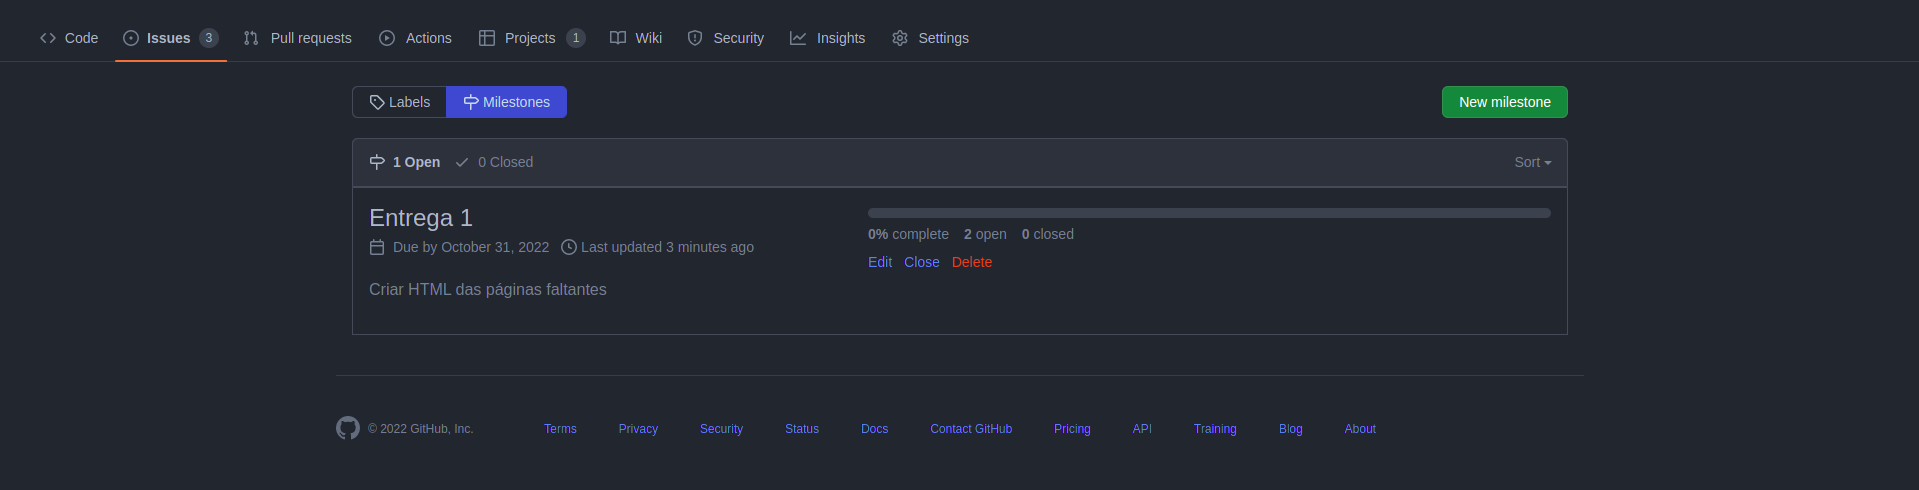 Code Issues 3 Pull requests Actions Projects 1 Wiki Security Insights Settings
Labels Milestones New milestone
1 Open 0 Closed Sort
Entrega 1
Due by October 31, 2022 Last updated 3 minutes ago
0% complete 2 open 0 closed
Edit Close Delete
Criar HTML das páginas faltantes
© 2022 GitHub, Inc. Terms Privacy Security Status Docs Contact GitHub Pricing API Training Blog About